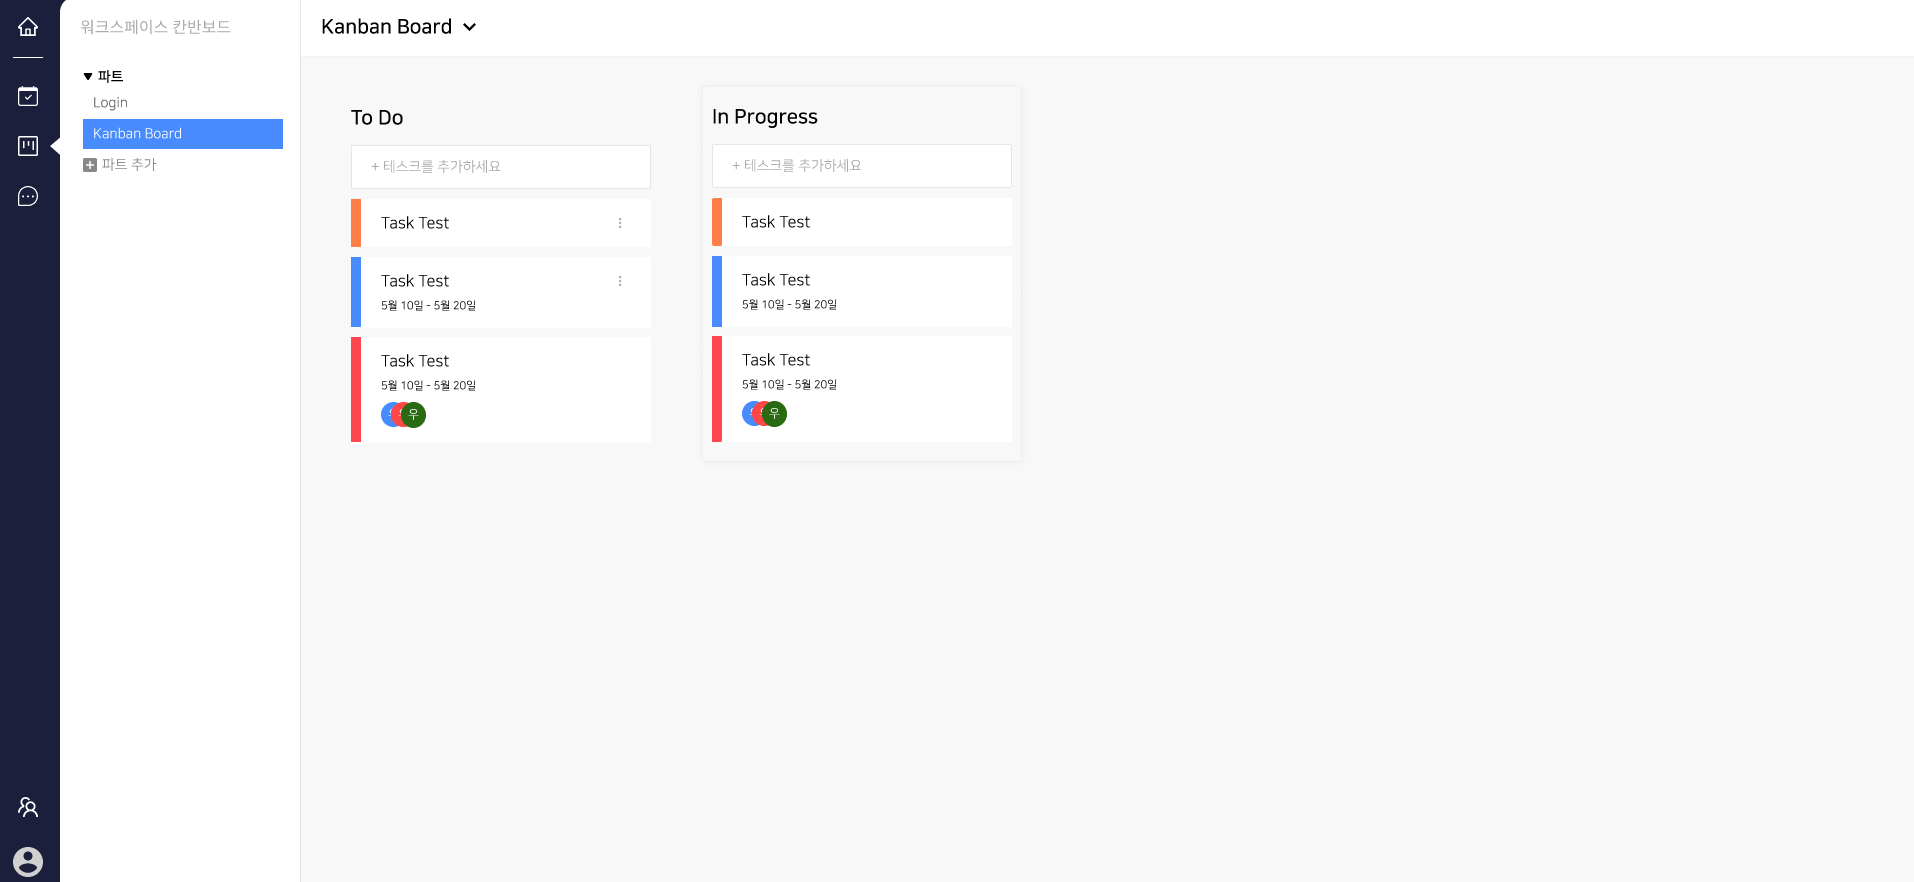 워크스페이스 칸반보드
파트
Login
Kanban Board
파트 추가
Kanban Board
To Do
+ 테스크를 추가하세요
Task Test
Task Test
5월 10일 - 5월 20일
Task Test
5월 10일 - 5월 20일
우
In Progress
+ 테스크를 추가하세요
Task Test
Task Test
5월 10일 - 5월 20일
Task Test
5월 10일 - 5월 20일
우